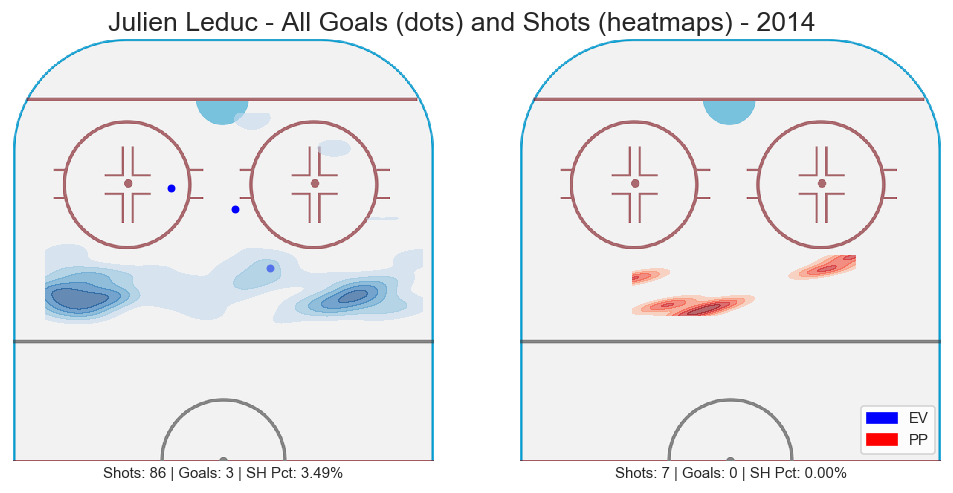 Julien Leduc - All Goals (dots) and Shots (heatmaps) - 2014
EV
PP
Shots: 86 | Goals: 3 | SH Pct: 3.49%
Shots: 7 | Goals: 0 | SH Pct: 0.00%